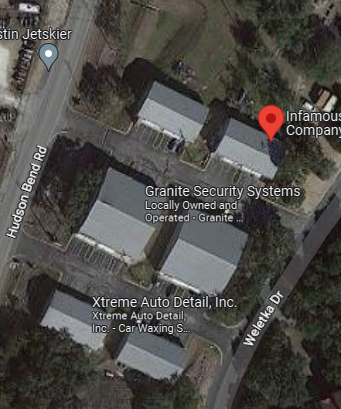 stin Jetskier
Infamous
Company
Hudson Bend Rd
Granite Security Systems
Locally Owned and
Operated - Granite ...
Xtreme Auto Detail, Inc.
Xtreme Auto Detail,
Inc. - Car Waxing S...
Weletka Dr